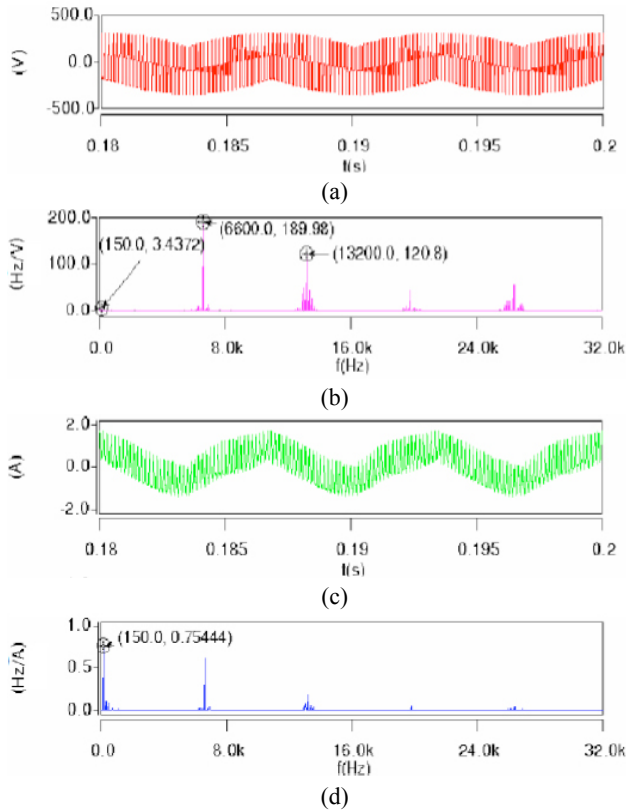 500.0
(V)
0.0
-500.0
0.18 0.185 0.19 0.195 0.2
t(s)
(a)
200.0
(Hz/V)
100.0
0.0
(150.0, 3.4372)
(6600.0, 189.98)
(13200.0, 120.8)
0.0 8.0k 16.0k 24.0k 32.0k
f(Hz)
(b)
2.0
(A)
0.0
-2.0
0.18 0.185 0.19 0.195 0.2
t(s)
(c)
1.0
(Hz/A)
0.5
0.0
(150.0, 0.75444)
0.0 8.0k 16.0k 24.0k 32.0k
f(Hz)
(d)